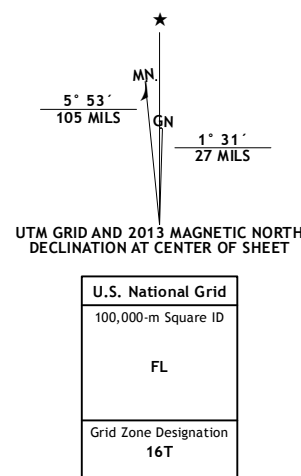 ★
MN.
5° 53´
105 MILS
GN
1° 31´
27 MILS
UTM GRID AND 2013 MAGNETIC NORTH
DECLINATION AT CENTER OF SHEET
U.S. National Grid
100,000-m Square ID
FL
Grid Zone Designation
16T